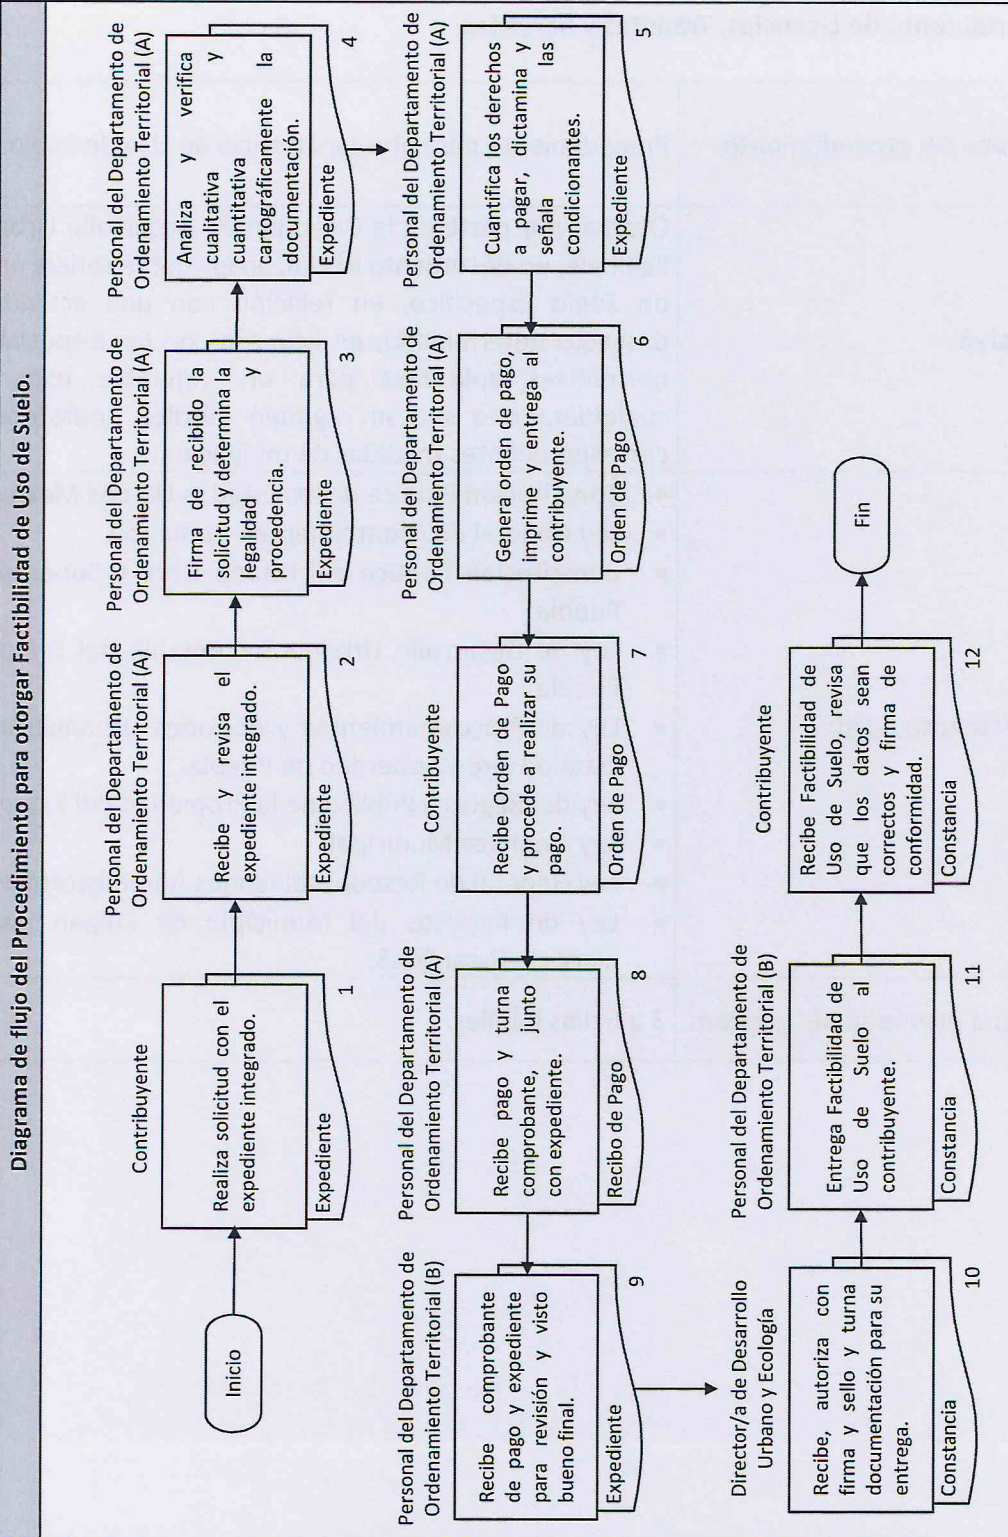 Diagrama de flujo del Procedimiento para otorgar Factibilidad de Uso de Suelo.
Inicio
Contribuyente
Realiza solicitud con el
expediente integrado.
Expediente
1
Personal del Departamento de
Ordenamiento Territorial (A)
Recibe y revisa el
expediente integrado.
Expediente
2
Personal del Departamento de
Ordenamiento Territorial (A)
Firma de recibido la
solicitud determina la
legalidad y
procedencia.
Expediente
3
Personal del Departamento de
Ordenamiento Territorial (A)
Analiza y verifica
cualitativa y
cuantitativa
cartográficamente la
documentación.
Expediente
4
Personal del Departamento de
Ordenamiento Territorial (A)
Cuantifica los derechos
a pagar, dictamina y
señala las
condicionantes.
Expediente
5
Personal del Departamento de
Ordenamiento Territorial (A)
Genera orden de pago,
imprima y entrega al
contribuyente.
Orden de Pago
6
Contribuyente
Recibe Orden de Pago
y procede a realizar su
pago.
Orden de Pago
7
Personal del Departamento de
Ordenamiento Territorial (A)
Recibe pago y turna
comprobante, junto
con expediente.
Recibo de Pago
8
Personal del Departamento de
Ordenamiento Territorial (B)
Recibe comprobante
de pago y expediente
para revisión y visto
bueno final.
Expediente
9
Director/a de Desarrollo
Urbano y Ecología
Recibe, autoriza con
firma y sello y turna
documentación para su
entrega.
Constancia
10
Personal del Departamento de
Ordenamiento Territorial (B)
Entrega Factibilidad de
Uso de Suelo al
contribuyente.
Constancia
11
Contribuyente
Recibe Factibilidad de
Uso de Suelo, revisa
que los datos sean
correctos y firma de
conformidad.
Constancia
12
Fin